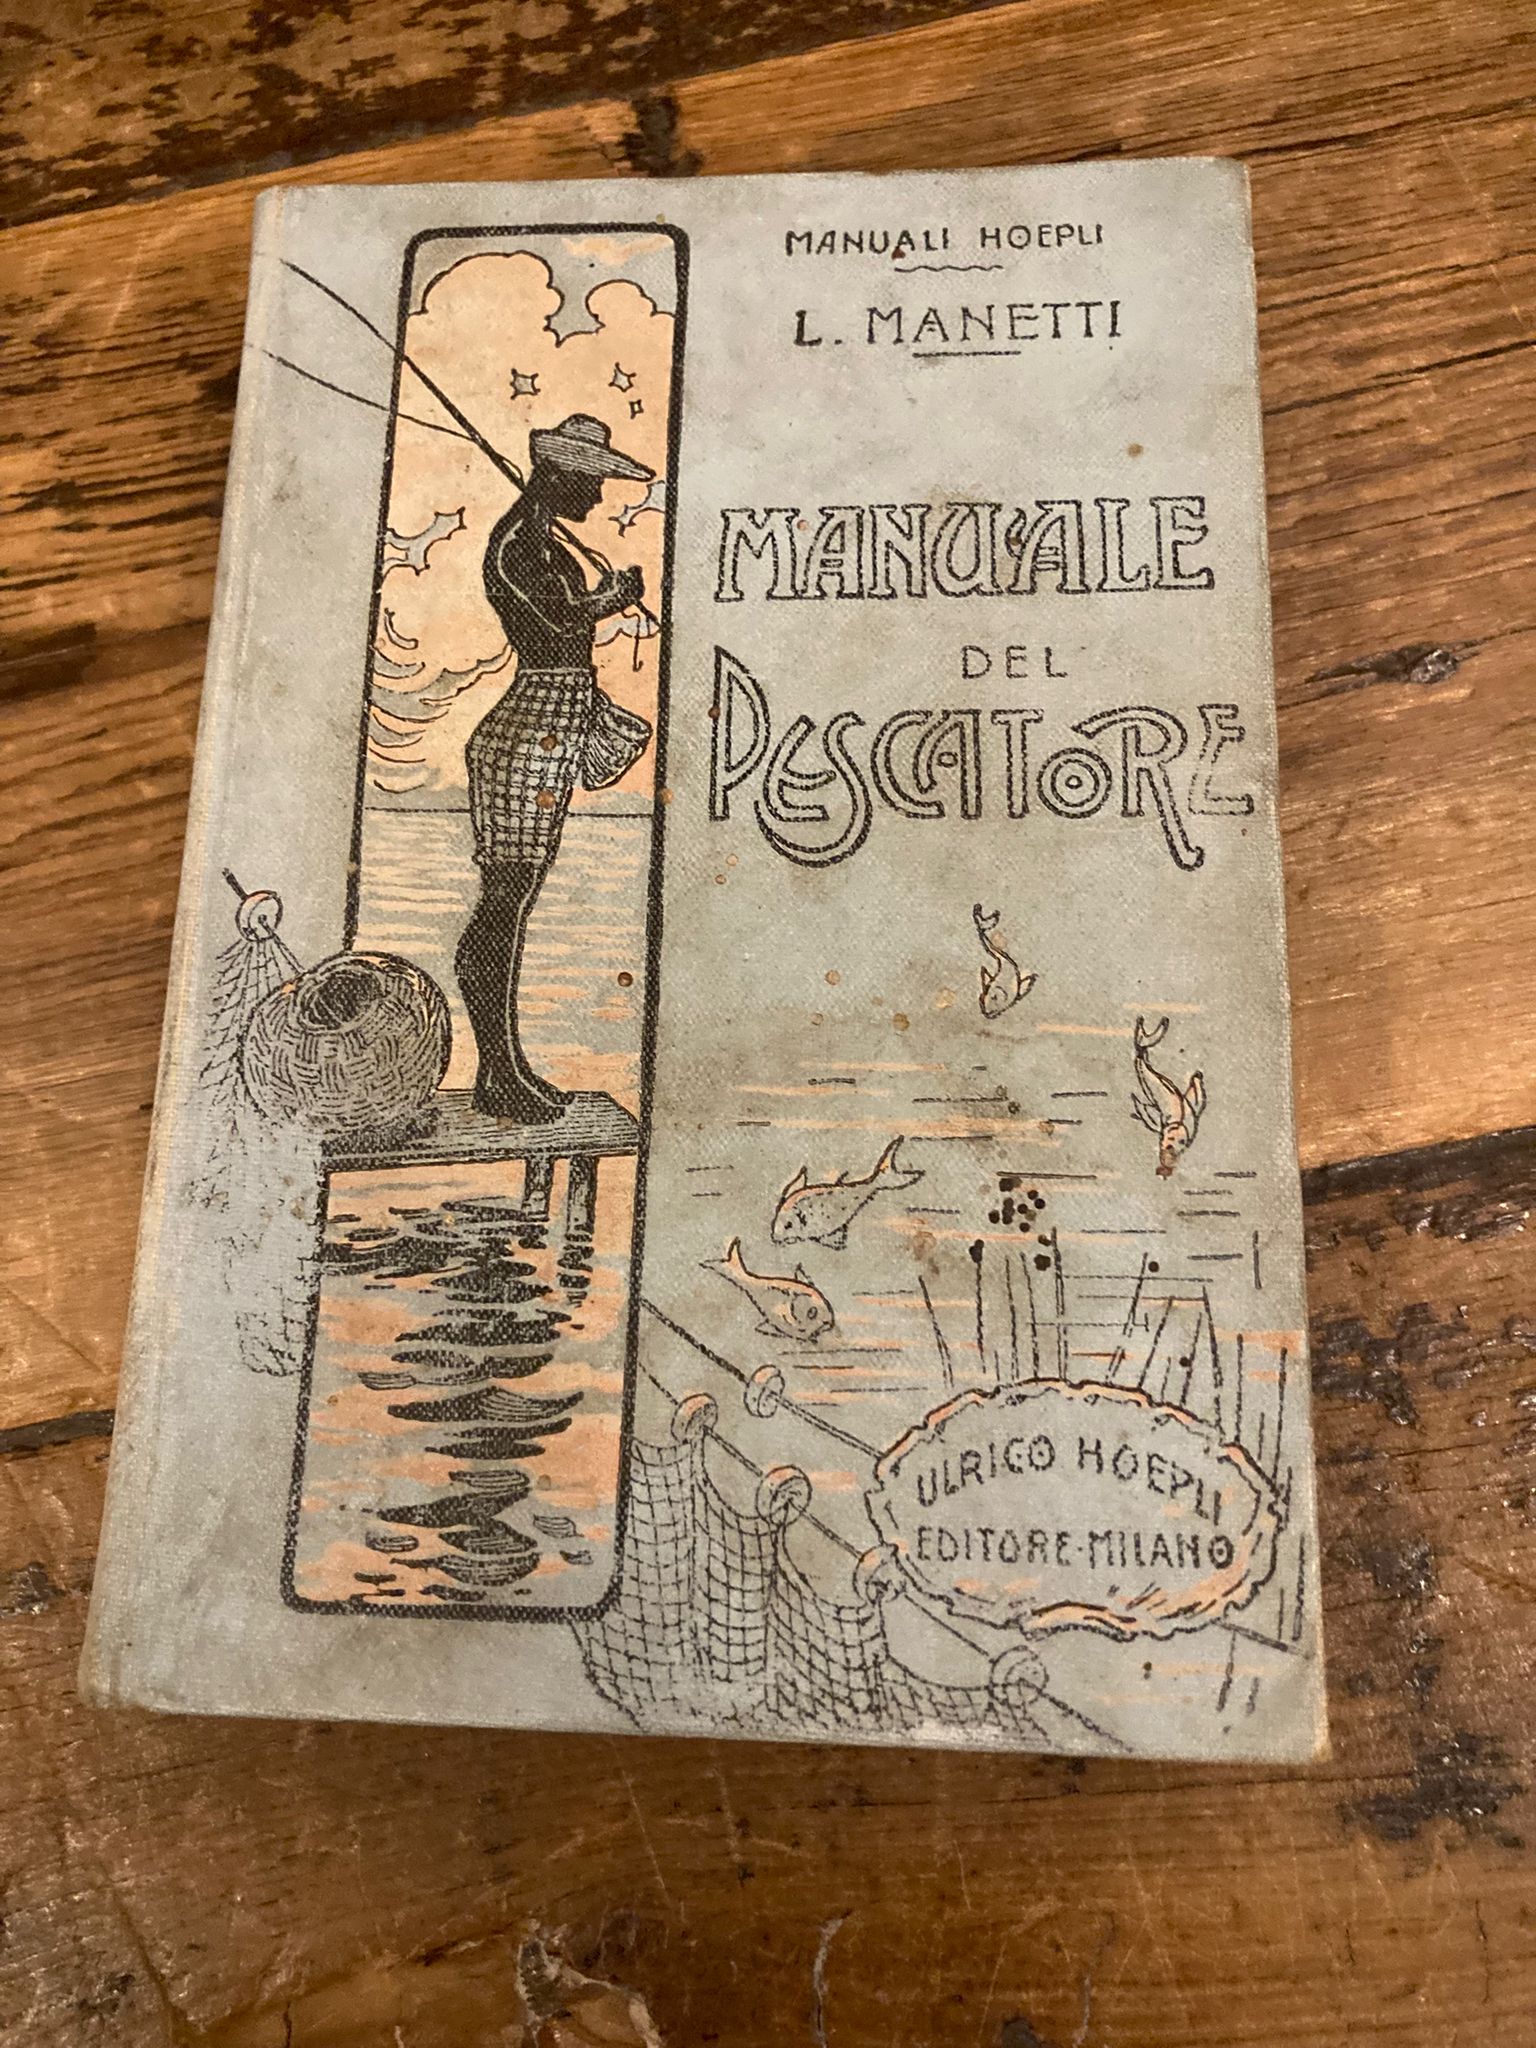 MANUALI HOEPLI
L. MANETTI
MANUALE
DEL
PESCATORE
ULRICO HOEPLI
EDITORE-MILANO